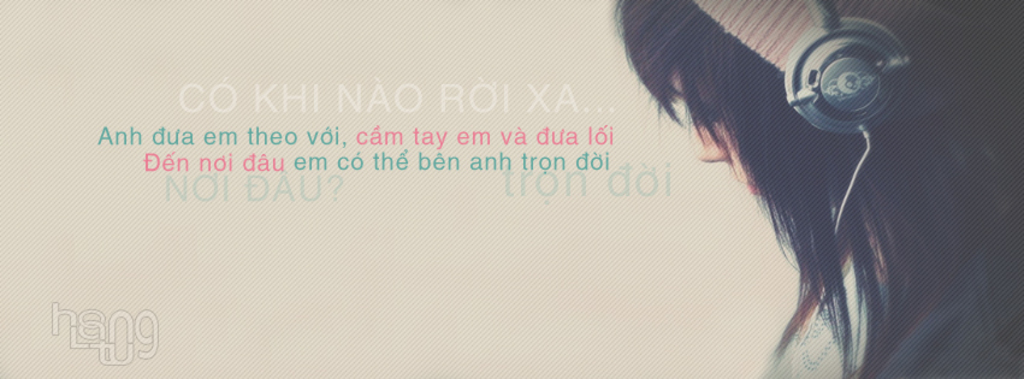 CÓ KHI NÀO RỜI XA...
Anh đưa em theo với, cầm tay em và đưa lối
Đến nơi đâu em có thể bên anh trọn đời
NƠI ĐÂU?
trọn đời